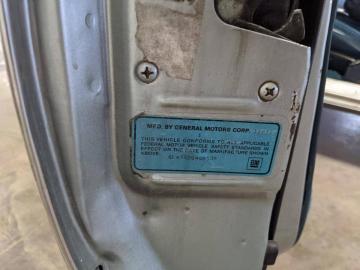 MFD. BY GENERAL MOTORS CORP.
THIS VEHICLE CONFORMS TO ALL APPLICABLE
FEDERAL MOTOR VEHICLE SAFETY STANDARDS IN
EFFECT ON THE DATE OF MANUFACTURE SHOWN
ABOVE.
GM